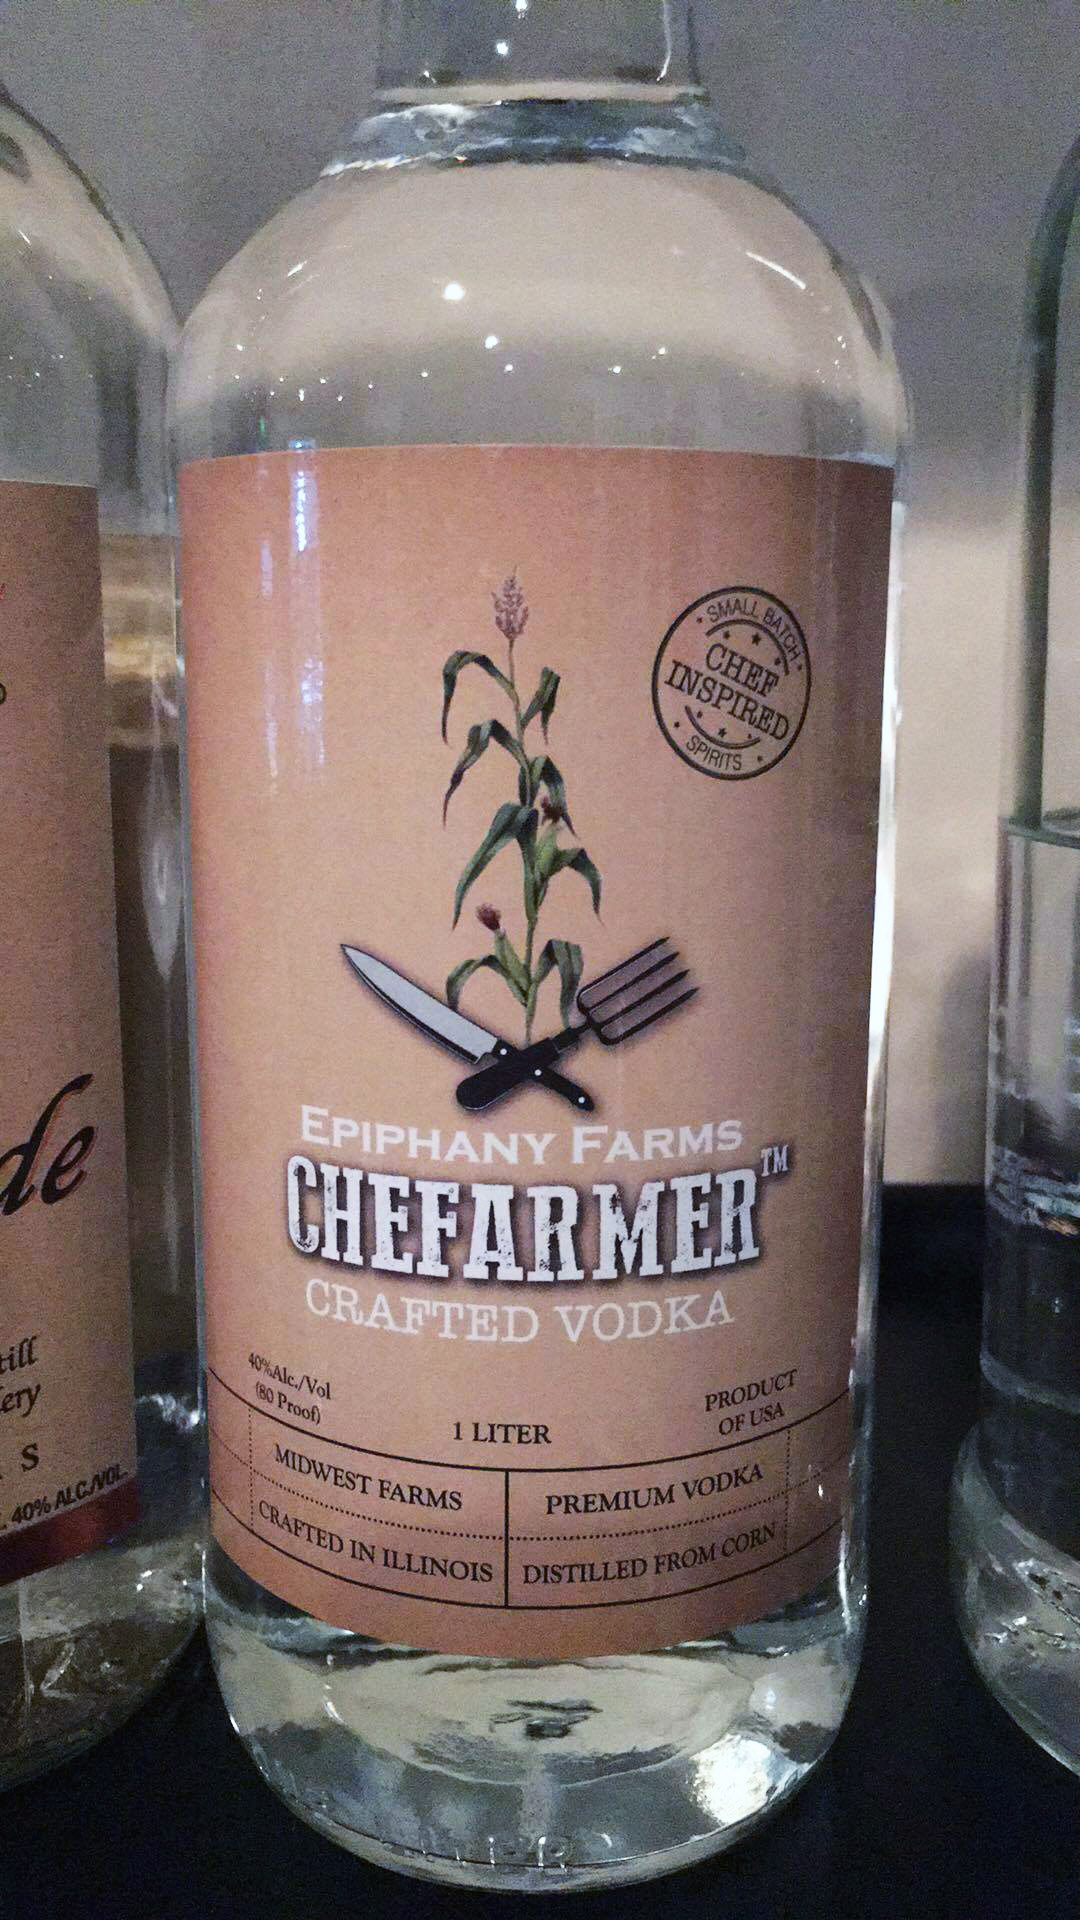 SMALL BATCH
CHEF
INSPIRED
SPIRITS
EPIPHANY FARMS
CHEFARMER™
CRAFTED VODKA
40%Alc./Vol
(80 Proof)
1 LITER
PRODUCT
OF USA
MIDWEST FARMS
PREMIUM VODKA
CRAFTED IN ILLINOIS
DISTILLED FROM CORN
de
till
ery
A S
40% ALC./VOL.